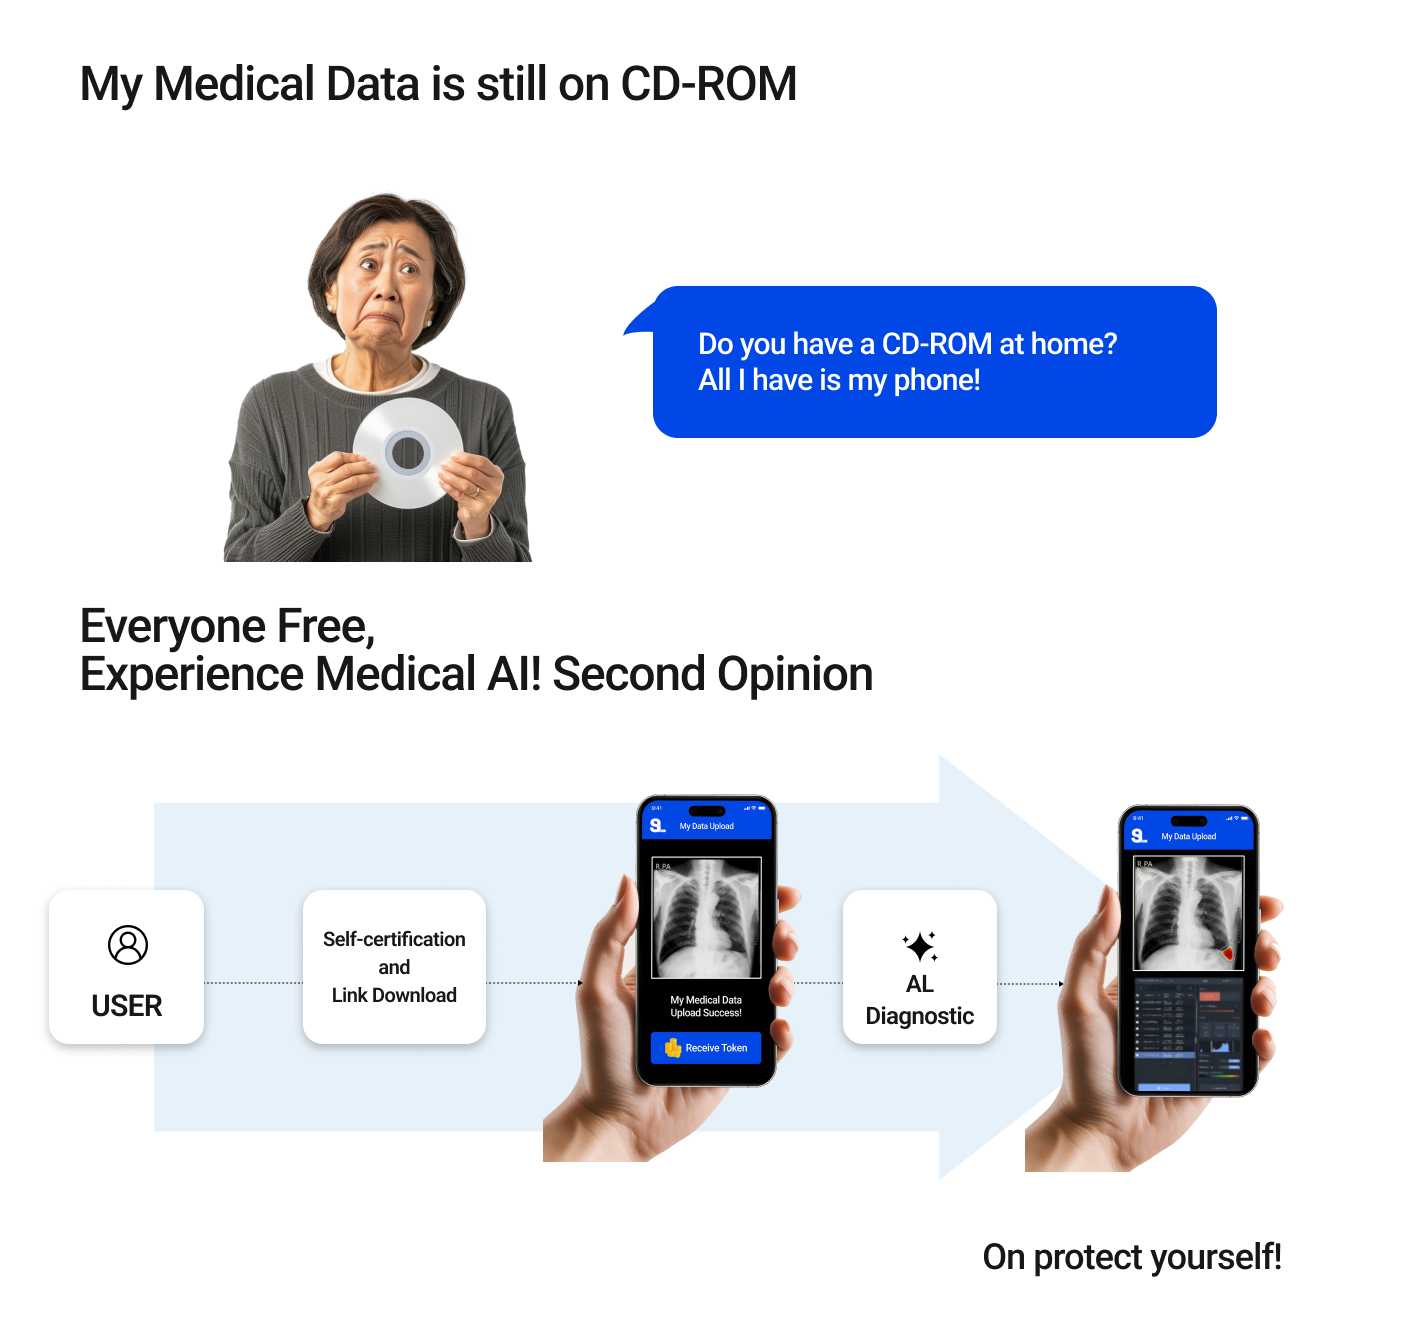 My Medical Data is still on CD-ROM
Do you have a CD-ROM at home?
All I have is my phone!
Everyone Free,
Experience Medical AI! Second Opinion
USER
Self-certification
and
Link Download
9:41
SL
My Data Upload
R PA
My Medical Data
Upload Success!
Receive Token
AL
Diagnostic
9:41
SL
My Data Upload
R PA
On protect yourself!